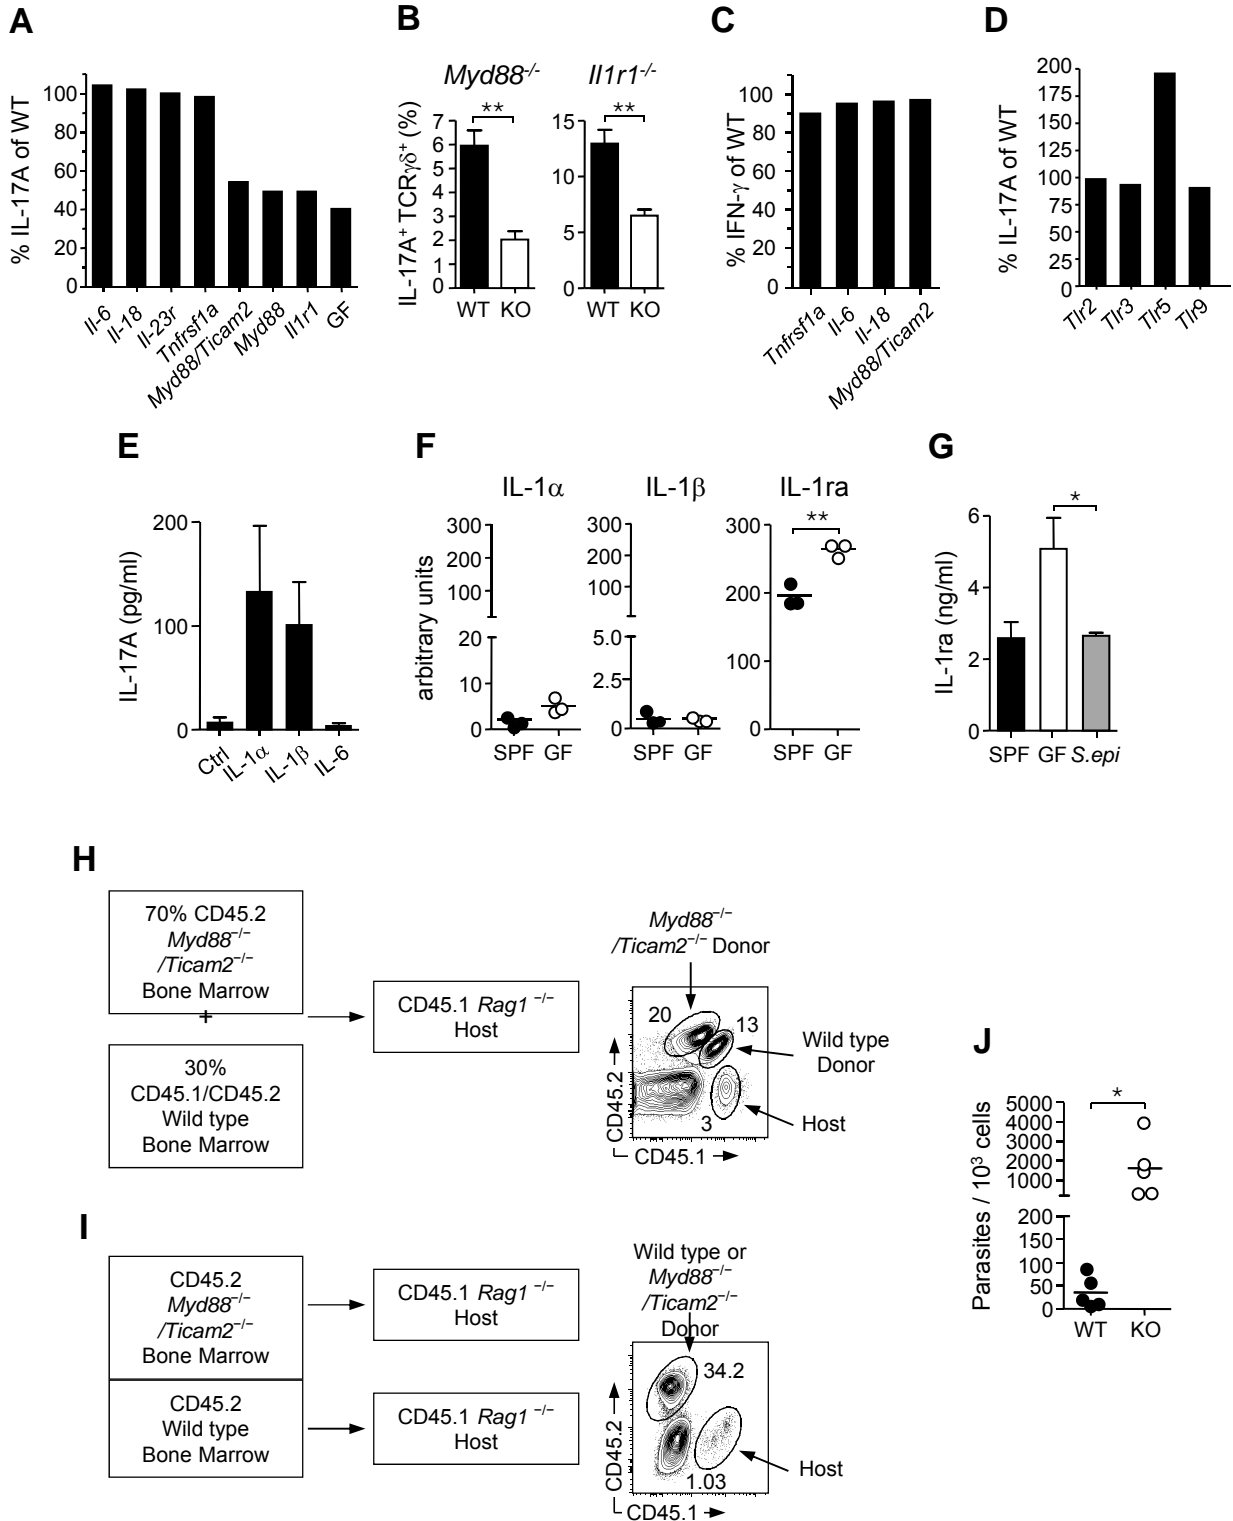 A
% IL-17A of WT
100
80
60
40
20
0
Il-6
Il-18
Il-23r
Tnfrsf1a
Myd88/Ticam2
Myd88
Il1r1
GF
B
Myd88-/-
Il1r1-/-
**
**
IL-17A+ TCRγδ+ (%)
7
6
5
4
3
2
1
0
WT KO
15
10
5
0
WT KO
C
% IFN-γ of WT
100
80
60
40
20
0
Tnfrsf1a
Il-6
Il-18
Myd88/Ticam2
D
% IL-17A of WT
200
175
150
125
100
75
50
25
0
Tlr2
Tlr3
Tlr5
Tlr9
E
IL-17A (pg/ml)
200
100
0
Ctrl
IL-1α
IL-1β
IL-6
F
IL-1α
IL-1β
IL-1ra
arbitrary units
300
200
100
20
10
0
SPF GF
300
200
100
5.0
2.5
0
SPF GF
**
300
200
100
0
SPF GF
G
IL-1ra (ng/ml)
*
6
4
2
0
SPF GF S.epi
H
70% CD45.2
Myd88−/−
/Ticam2−/−
Bone Marrow
+
30%
CD45.1/CD45.2
Wild type
Bone Marrow
CD45.1 Rag1 −/−
Host
Myd88−/−
/Ticam2−/− Donor
20
13
3
Wild type
Donor
Host
CD45.2
CD45.1
I
CD45.2
Myd88−/−
/Ticam2−/−
Bone Marrow
CD45.2
Wild type
Bone Marrow
CD45.1 Rag1 −/−
Host
CD45.1 Rag1 −/−
Host
Wild type or
Myd88−/−
/Ticam2−/−
Donor
34.2
1.03
Host
CD45.2
CD45.1
J
Parasites / 10³ cells
*
5000
4000
3000
2000
1000
200
150
100
50
0
WT KO